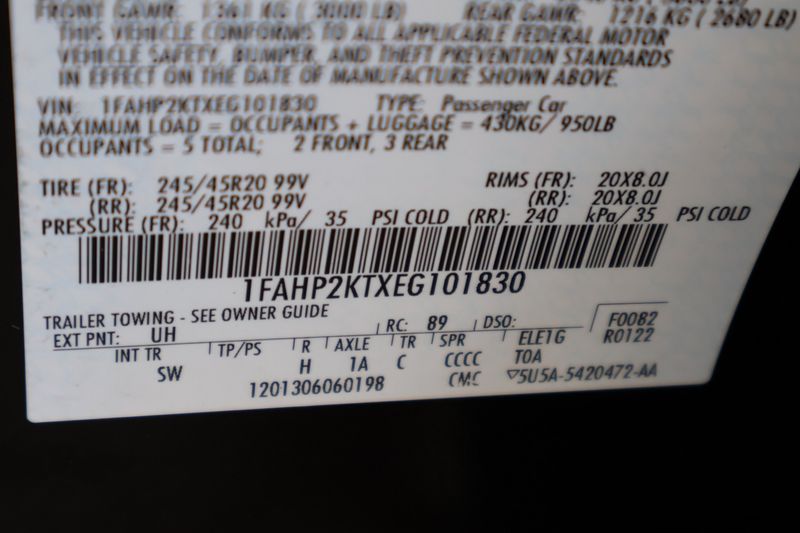 FRONT GAWR: 1361 KG ( 3000 LB) REAR GAWR: 1216 KG ( 2680 LB)
THIS VEHICLE CONFORMS TO ALL APPLICABLE FEDERAL MOTOR
VEHICLE SAFETY, BUMPER, AND THEFT PREVENTION STANDARDS
IN EFFECT ON THE DATE OF MANUFACTURE SHOWN ABOVE.
VIN: 1FAHP2KTXEG101830 TYPE: Passenger Car
MAXIMUM LOAD = OCCUPANTS + LUGGAGE = 430KG/ 950LB
OCCUPANTS = 5 TOTAL; 2 FRONT, 3 REAR
TIRE (FR): 245/45R20 99V RIMS (FR): 20X8.0J
(RR): 245/45R20 99V (RR): 20X8.0J
PRESSURE (FR): 240 kPa/ 35 PSI COLD (RR): 240 kPa/ 35 PSI COLD
1FAHP2KTXEG101830
TRAILER TOWING - SEE OWNER GUIDE
EXT PNT: UH RC: 89 DSO: F0082
R0122
INT TR TP/PS R AXLE TR SPR ELE1G
SW H 1A C CCCC T0A
1201306060198 CMC ▽5U5A-5420472-AA